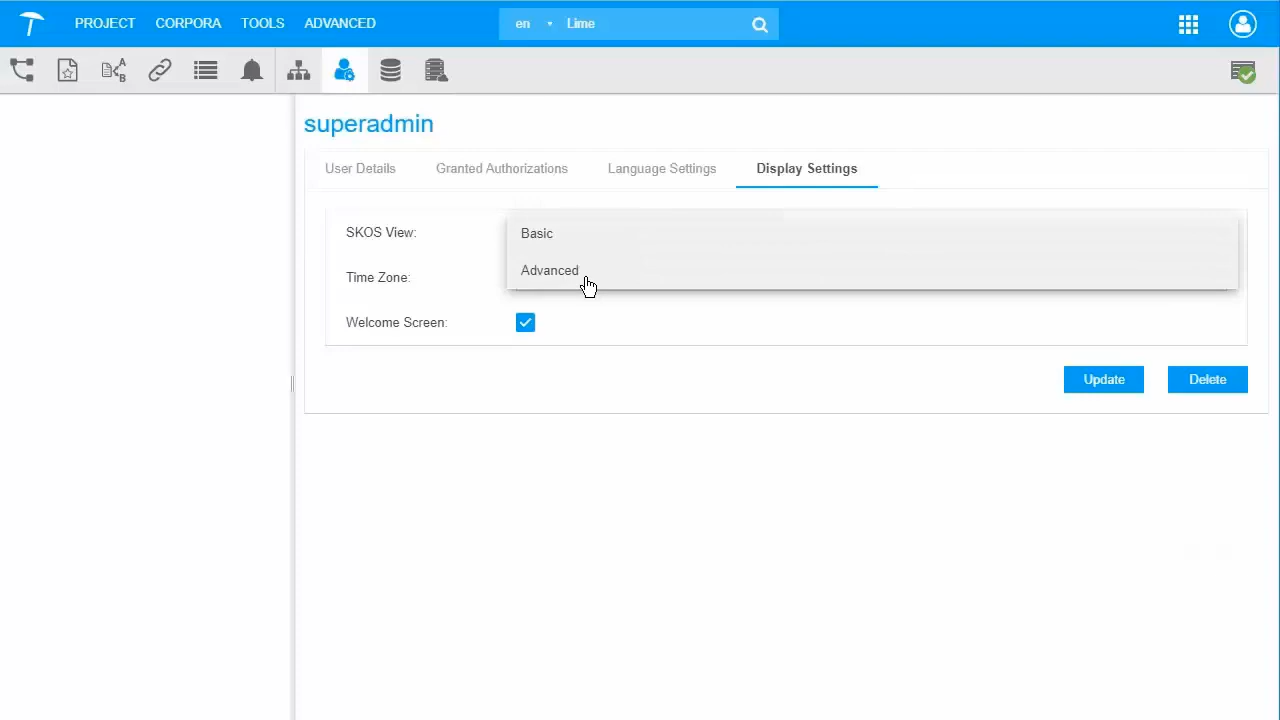 PROJECT CORPORA TOOLS ADVANCED en Lime
A B
superadmin
User Details Granted Authorizations Language Settings Display Settings
SKOS View: Basic
Time Zone: Advanced
Welcome Screen:
Update Delete